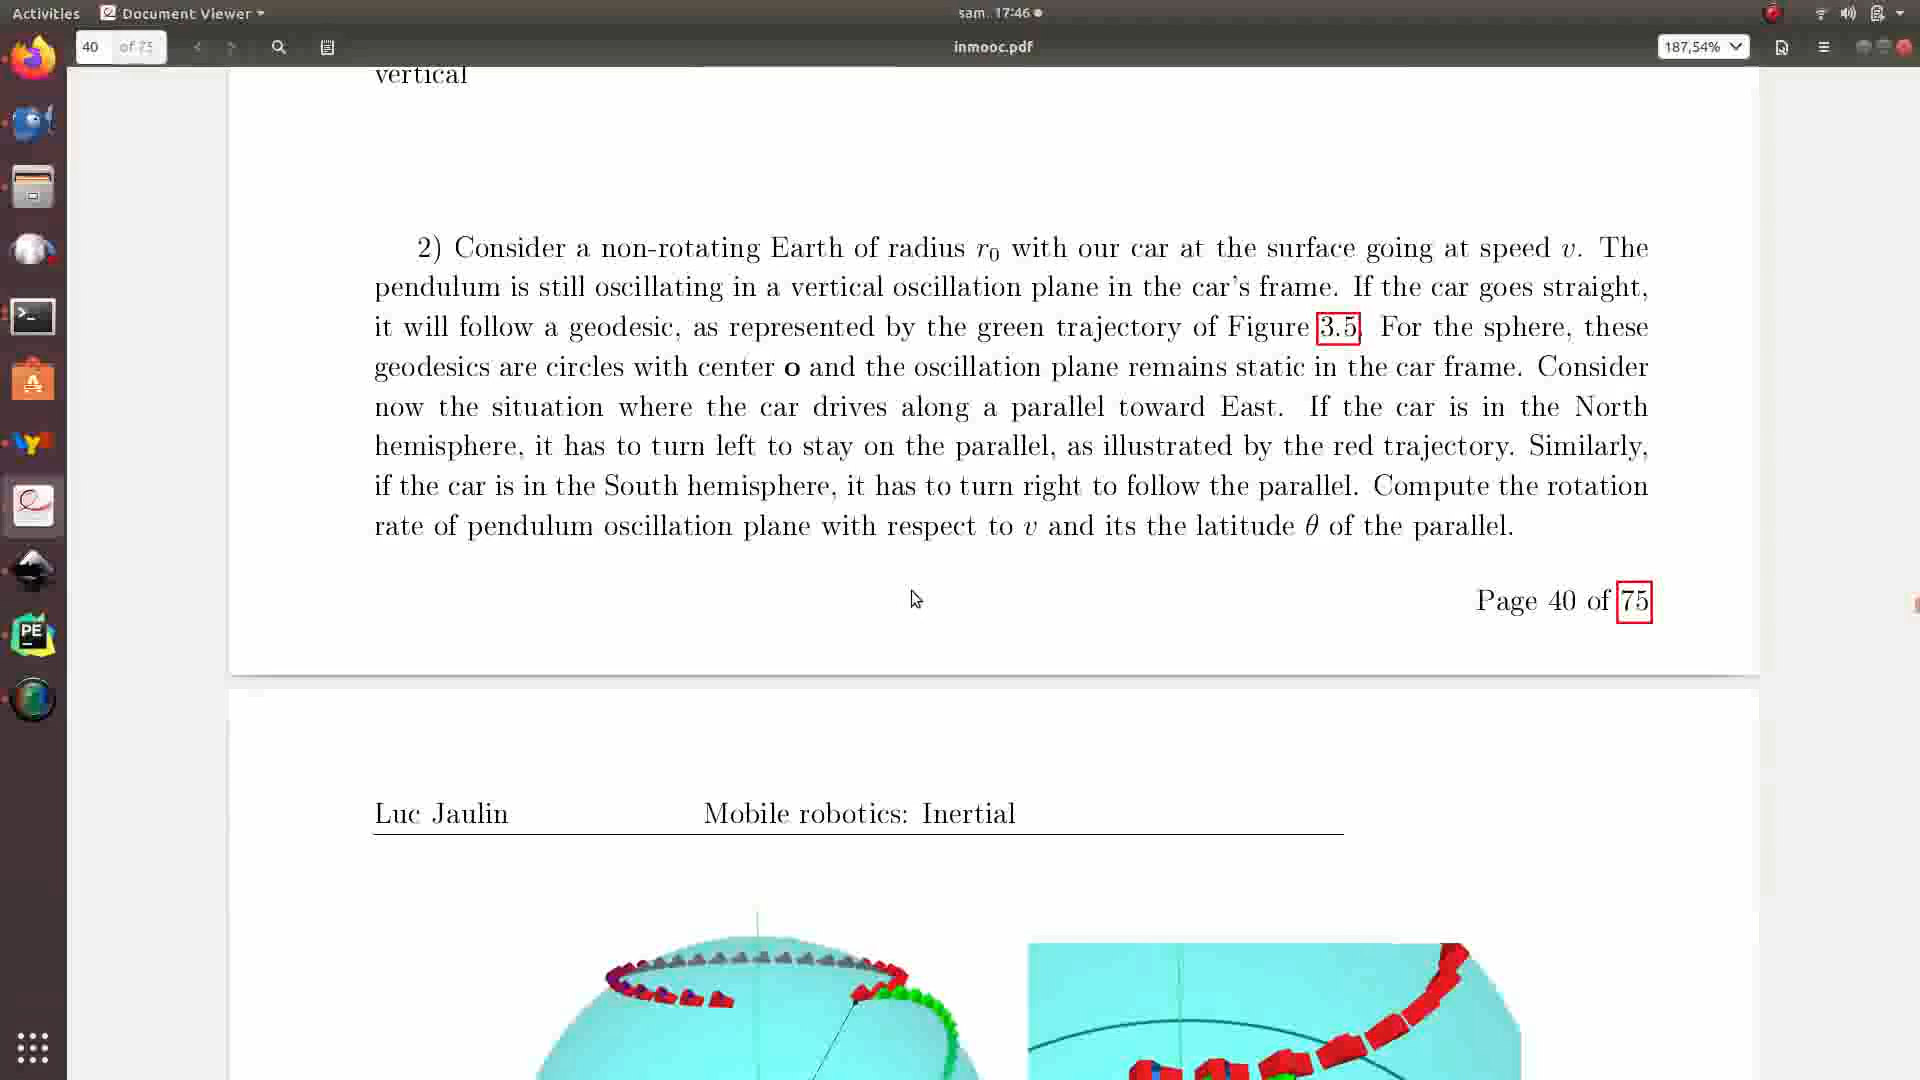 Activities
Document Viewer
sam. 17:46
40
of 75
inmooc.pdf
187,54%
vertical
2) Consider a non-rotating Earth of radius r₀ with our car at the surface going at speed v. The
pendulum is still oscillating in a vertical oscillation plane in the car's frame. If the car goes straight,
it will follow a geodesic, as represented by the green trajectory of Figure 3.5. For the sphere, these
geodesics are circles with center o and the oscillation plane remains static in the car frame. Consider
now the situation where the car drives along a parallel toward East. If the car is in the North
hemisphere, it has to turn left to stay on the parallel, as illustrated by the red trajectory. Similarly,
if the car is in the South hemisphere, it has to turn right to follow the parallel. Compute the rotation
rate of pendulum oscillation plane with respect to v and its the latitude θ of the parallel.
Page 40 of 75
PE
Luc Jaulin
Mobile robotics: Inertial